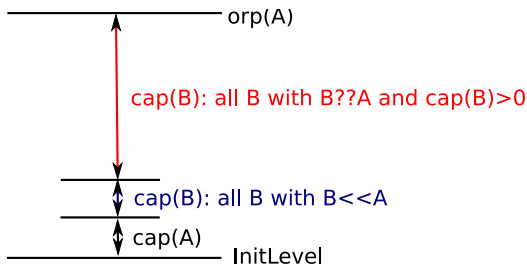 orp(A)
cap(B): all B with B??A and cap(B)>0
cap(B): all B with B<<A
cap(A)
InitLevel